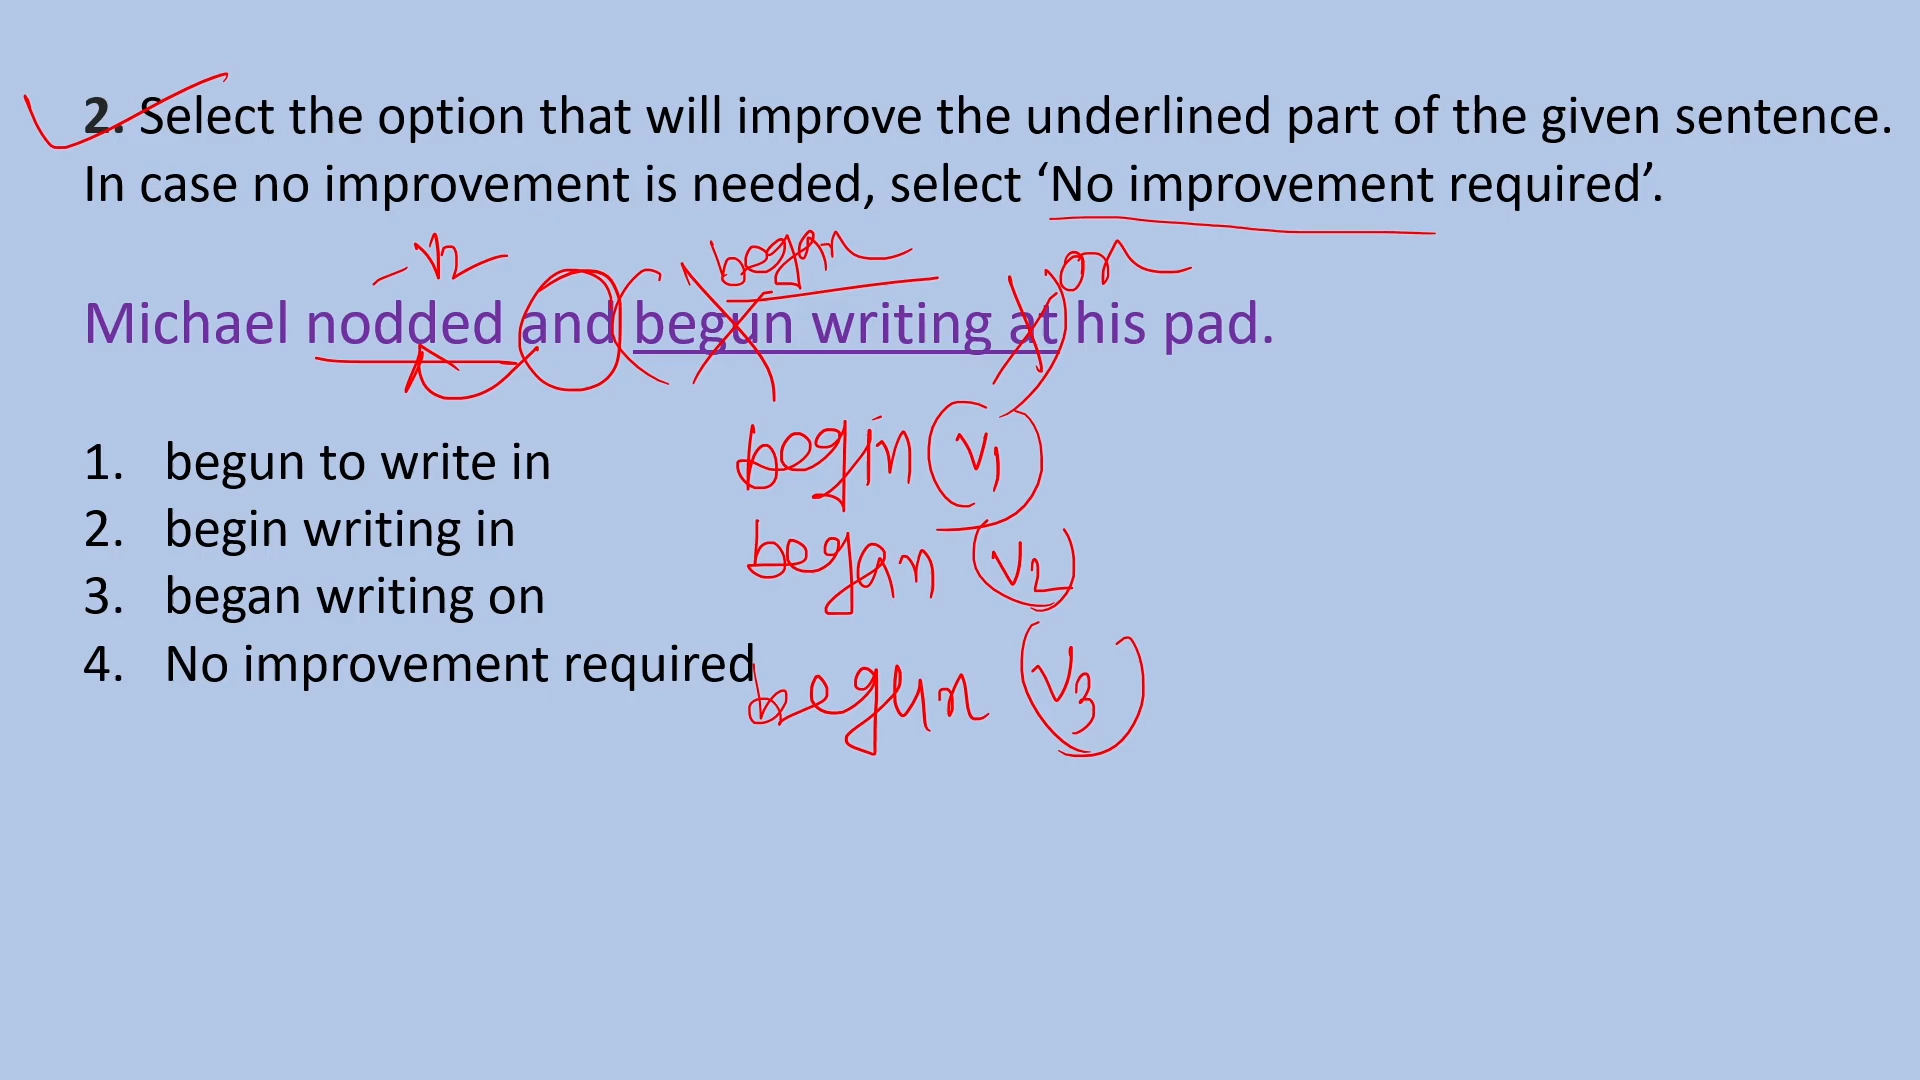 2. Select the option that will improve the underlined part of the given sentence.
In case no improvement is needed, select ‘No improvement required’.
V2 began on
Michael nodded and begun writing at his pad.
1. begun to write in
2. begin writing in
3. began writing on
4. No improvement required
begin V1
began V2
begun V3